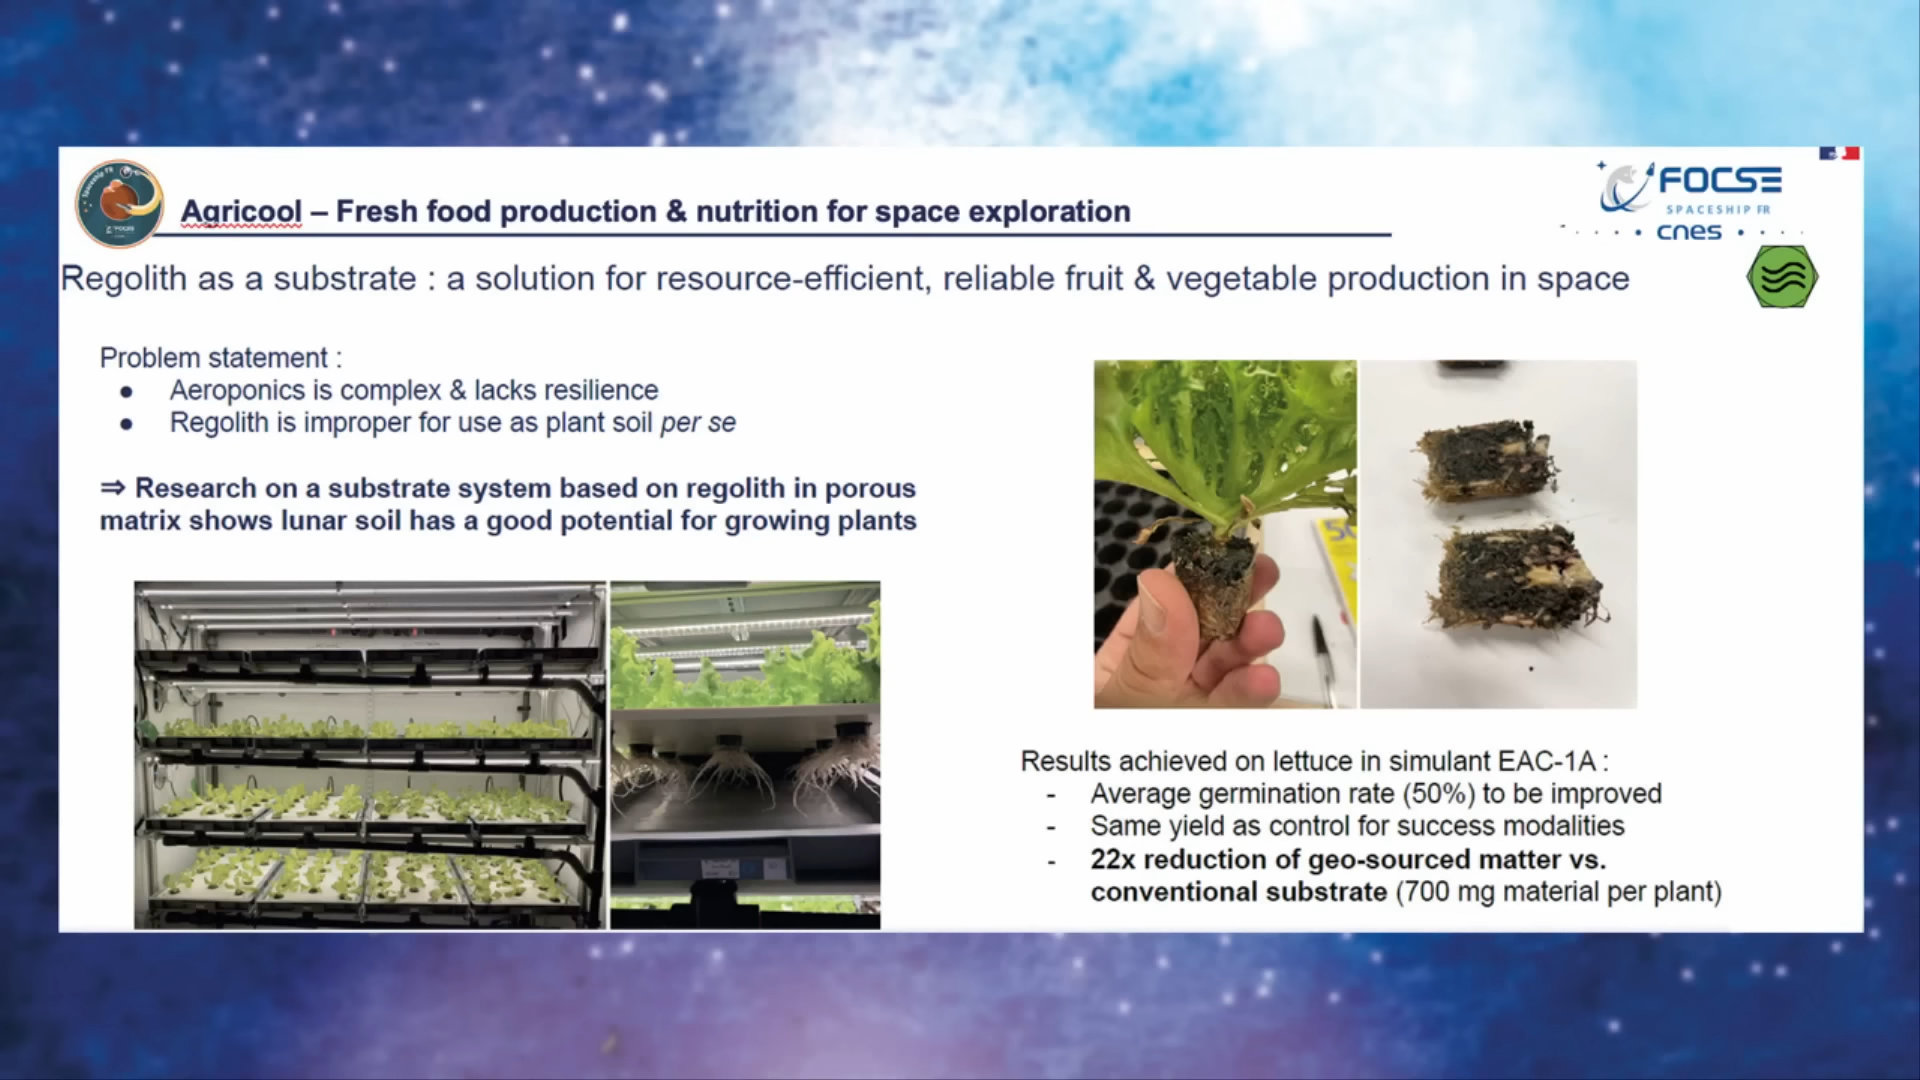 Spaceship FR
FOCSE
Agricool – Fresh food production & nutrition for space exploration
FOCSE
SPACESHIP FR
cnes
Regolith as a substrate : a solution for resource-efficient, reliable fruit & vegetable production in space
Problem statement :
● Aeroponics is complex & lacks resilience
● Regolith is improper for use as plant soil per se
⇒ Research on a substrate system based on regolith in porous
matrix shows lunar soil has a good potential for growing plants
50
Results achieved on lettuce in simulant EAC-1A :
- Average germination rate (50%) to be improved
- Same yield as control for success modalities
- 22x reduction of geo-sourced matter vs.
conventional substrate (700 mg material per plant)